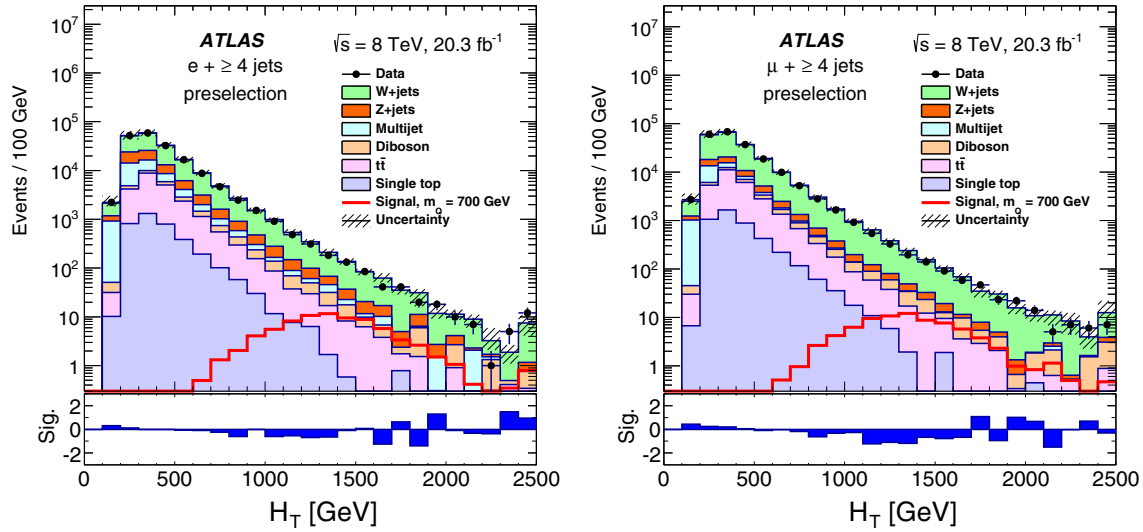 Events / 100 GeV
10⁷
10⁶
10⁵
10⁴
10³
10²
10
1
ATLAS
e + ≥ 4 jets
preselection
√s = 8 TeV, 20.3 fb⁻¹
Data
W+jets
Z+jets
Multijet
Diboson
tt̄
Single top
Signal, m_Q = 700 GeV
Uncertainty
Sig.
2
0
-2
0 500 1000 1500 2000 2500
H_T [GeV]
Events / 100 GeV
10⁷
10⁶
10⁵
10⁴
10³
10²
10
1
ATLAS
μ + ≥ 4 jets
preselection
√s = 8 TeV, 20.3 fb⁻¹
Data
W+jets
Z+jets
Multijet
Diboson
tt̄
Single top
Signal, m_Q = 700 GeV
Uncertainty
Sig.
2
0
-2
0 500 1000 1500 2000 2500
H_T [GeV]